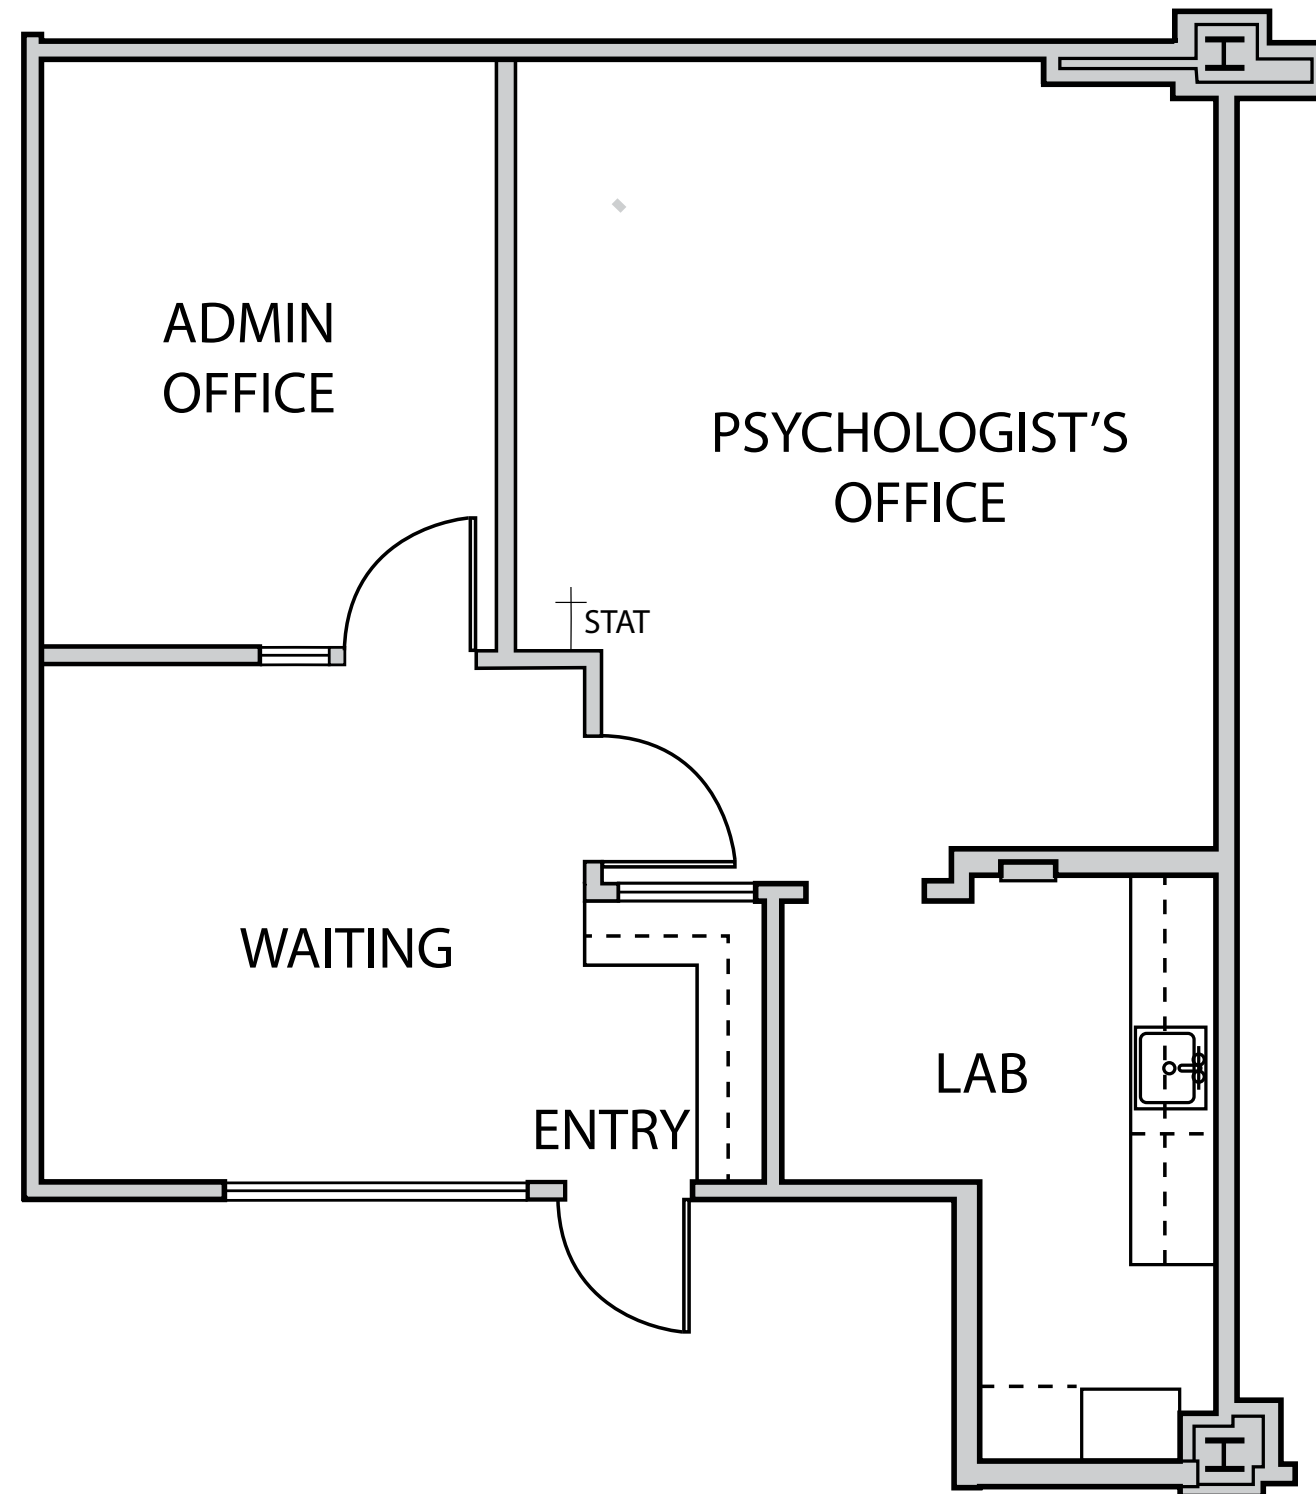 ADMIN
OFFICE
PSYCHOLOGIST’S
OFFICE
STAT
WAITING
LAB
ENTRY